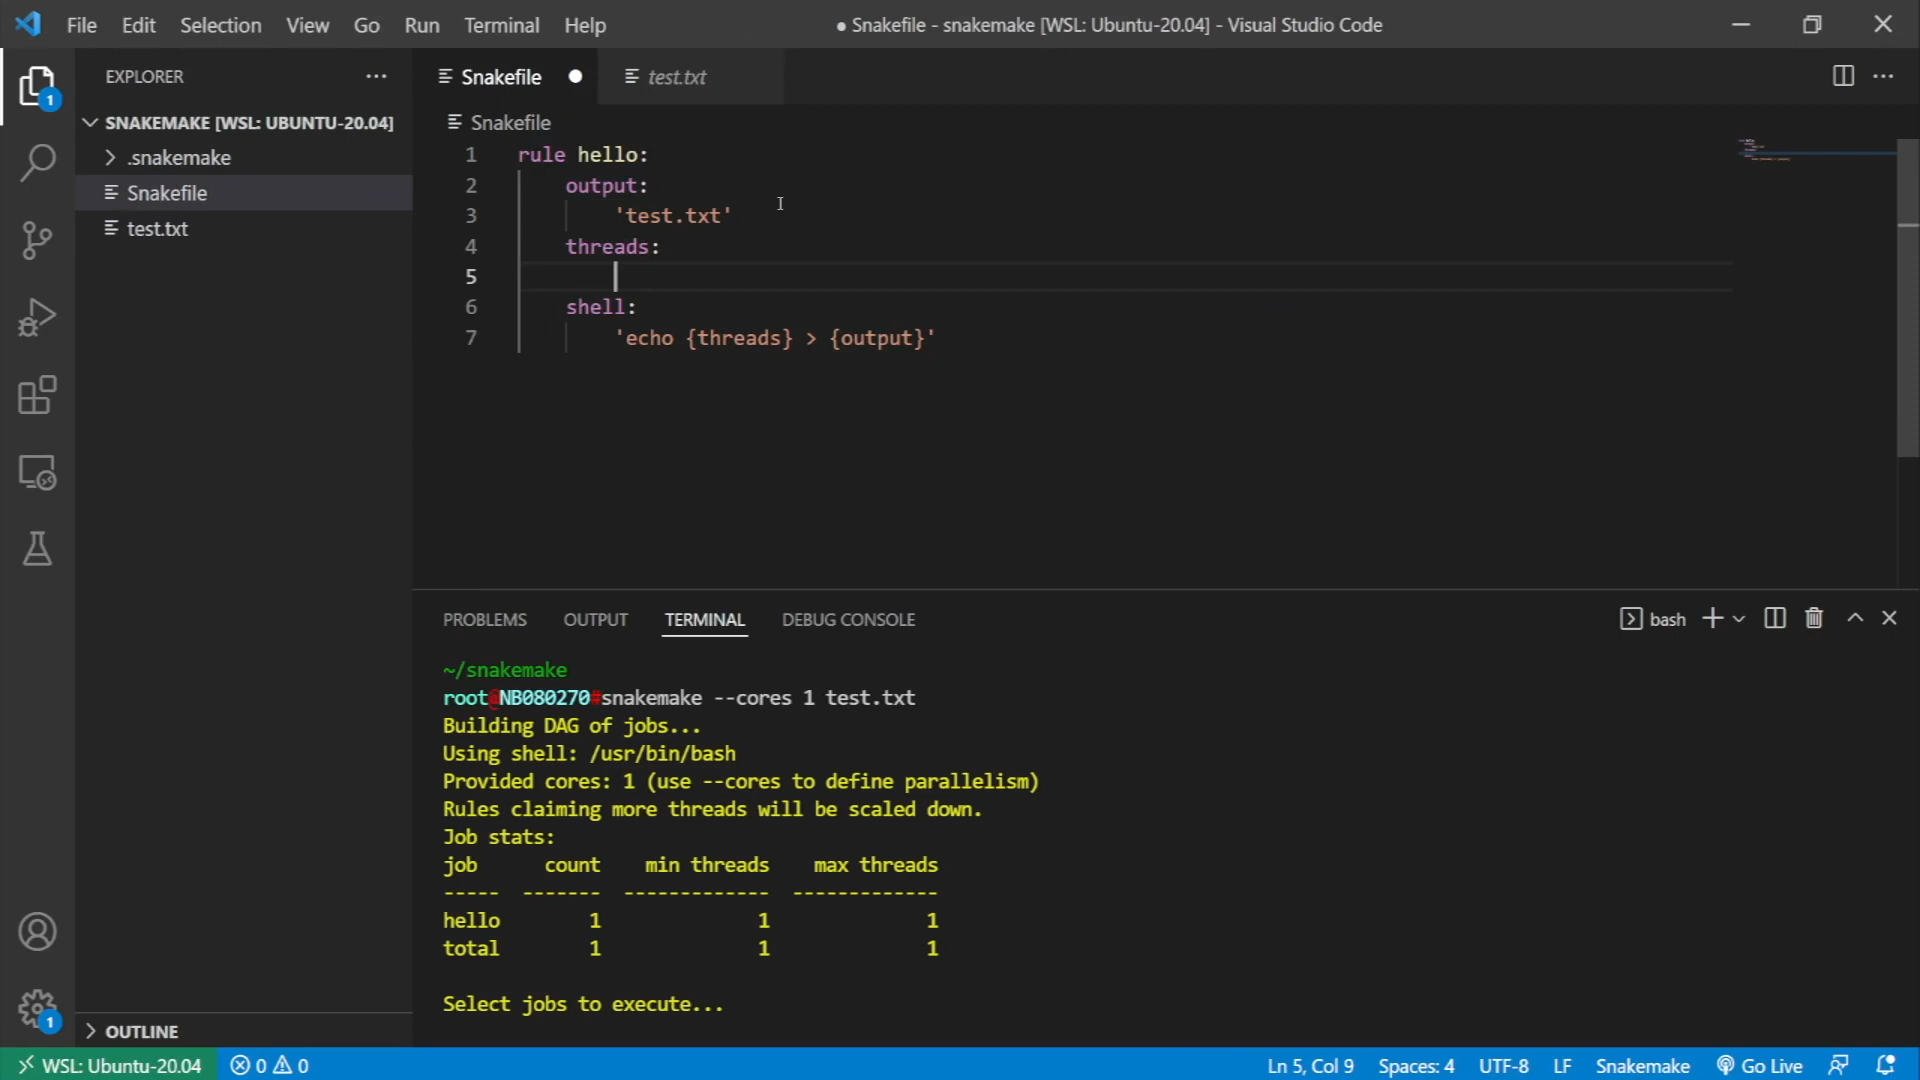 File Edit Selection View Go Run Terminal Help
● Snakefile - snakemake [WSL: Ubuntu-20.04] - Visual Studio Code
EXPLORER
SNAKEMAKE [WSL: UBUNTU-20.04]
.snakemake
Snakefile
test.txt
OUTLINE
1
1
Snakefile
test.txt
Snakefile
1 rule hello:
2 output:
3 'test.txt'
4 threads:
5
6 shell:
7 'echo {threads} > {output}'
PROBLEMS OUTPUT TERMINAL DEBUG CONSOLE
bash
~/snakemake
root@NB080270#snakemake --cores 1 test.txt
Building DAG of jobs...
Using shell: /usr/bin/bash
Provided cores: 1 (use --cores to define parallelism)
Rules claiming more threads will be scaled down.
Job stats:
job count min threads max threads
----- ------- ------------- -------------
hello 1 1 1
total 1 1 1
Select jobs to execute...
WSL: Ubuntu-20.04 0 0 Ln 5, Col 9 Spaces: 4 UTF-8 LF Snakemake Go Live